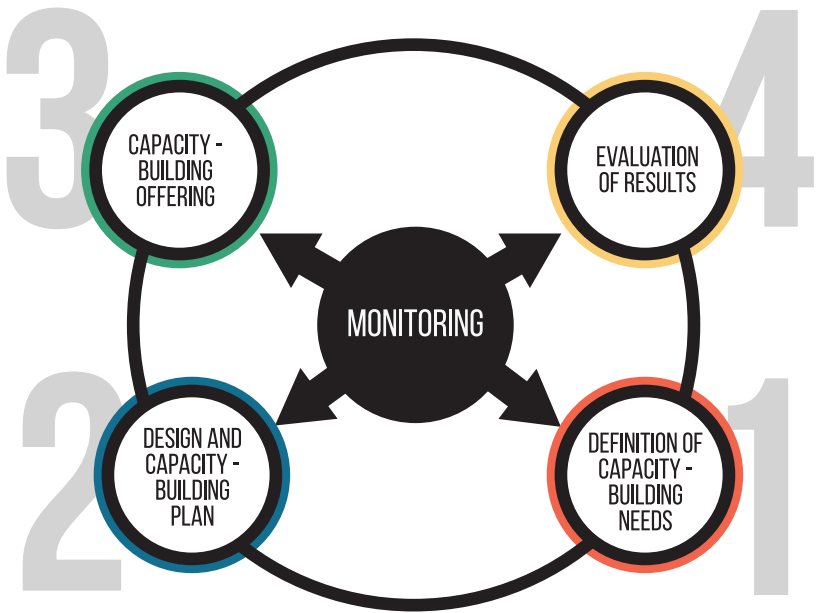 3
CAPACITY -
BUILDING
OFFERING
4
EVALUATION
OF RESULTS
MONITORING
2
DESIGN AND
CAPACITY -
BUILDING
PLAN
1
DEFINITION OF
CAPACITY -
BUILDING
NEEDS